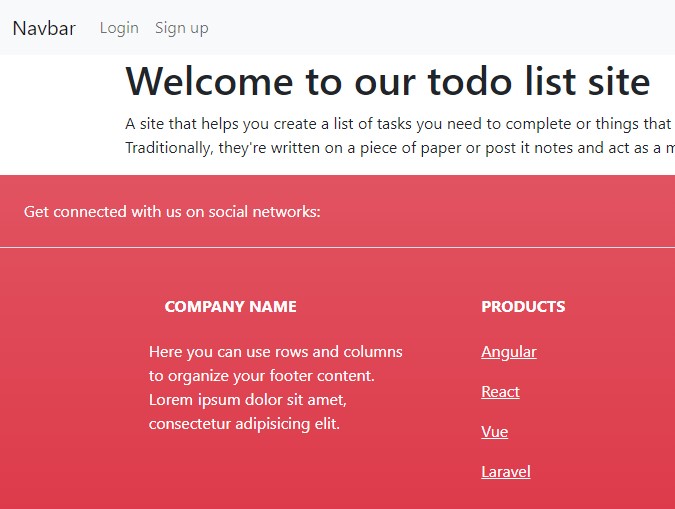 Navbar Login Sign up
Welcome to our todo list site
A site that helps you create a list of tasks you need to complete or things that
Traditionally, they're written on a piece of paper or post it notes and act as a
Get connected with us on social networks:
COMPANY NAME
Here you can use rows and columns
to organize your footer content.
Lorem ipsum dolor sit amet,
consectetur adipisicing elit.
PRODUCTS
Angular
React
Vue
Laravel